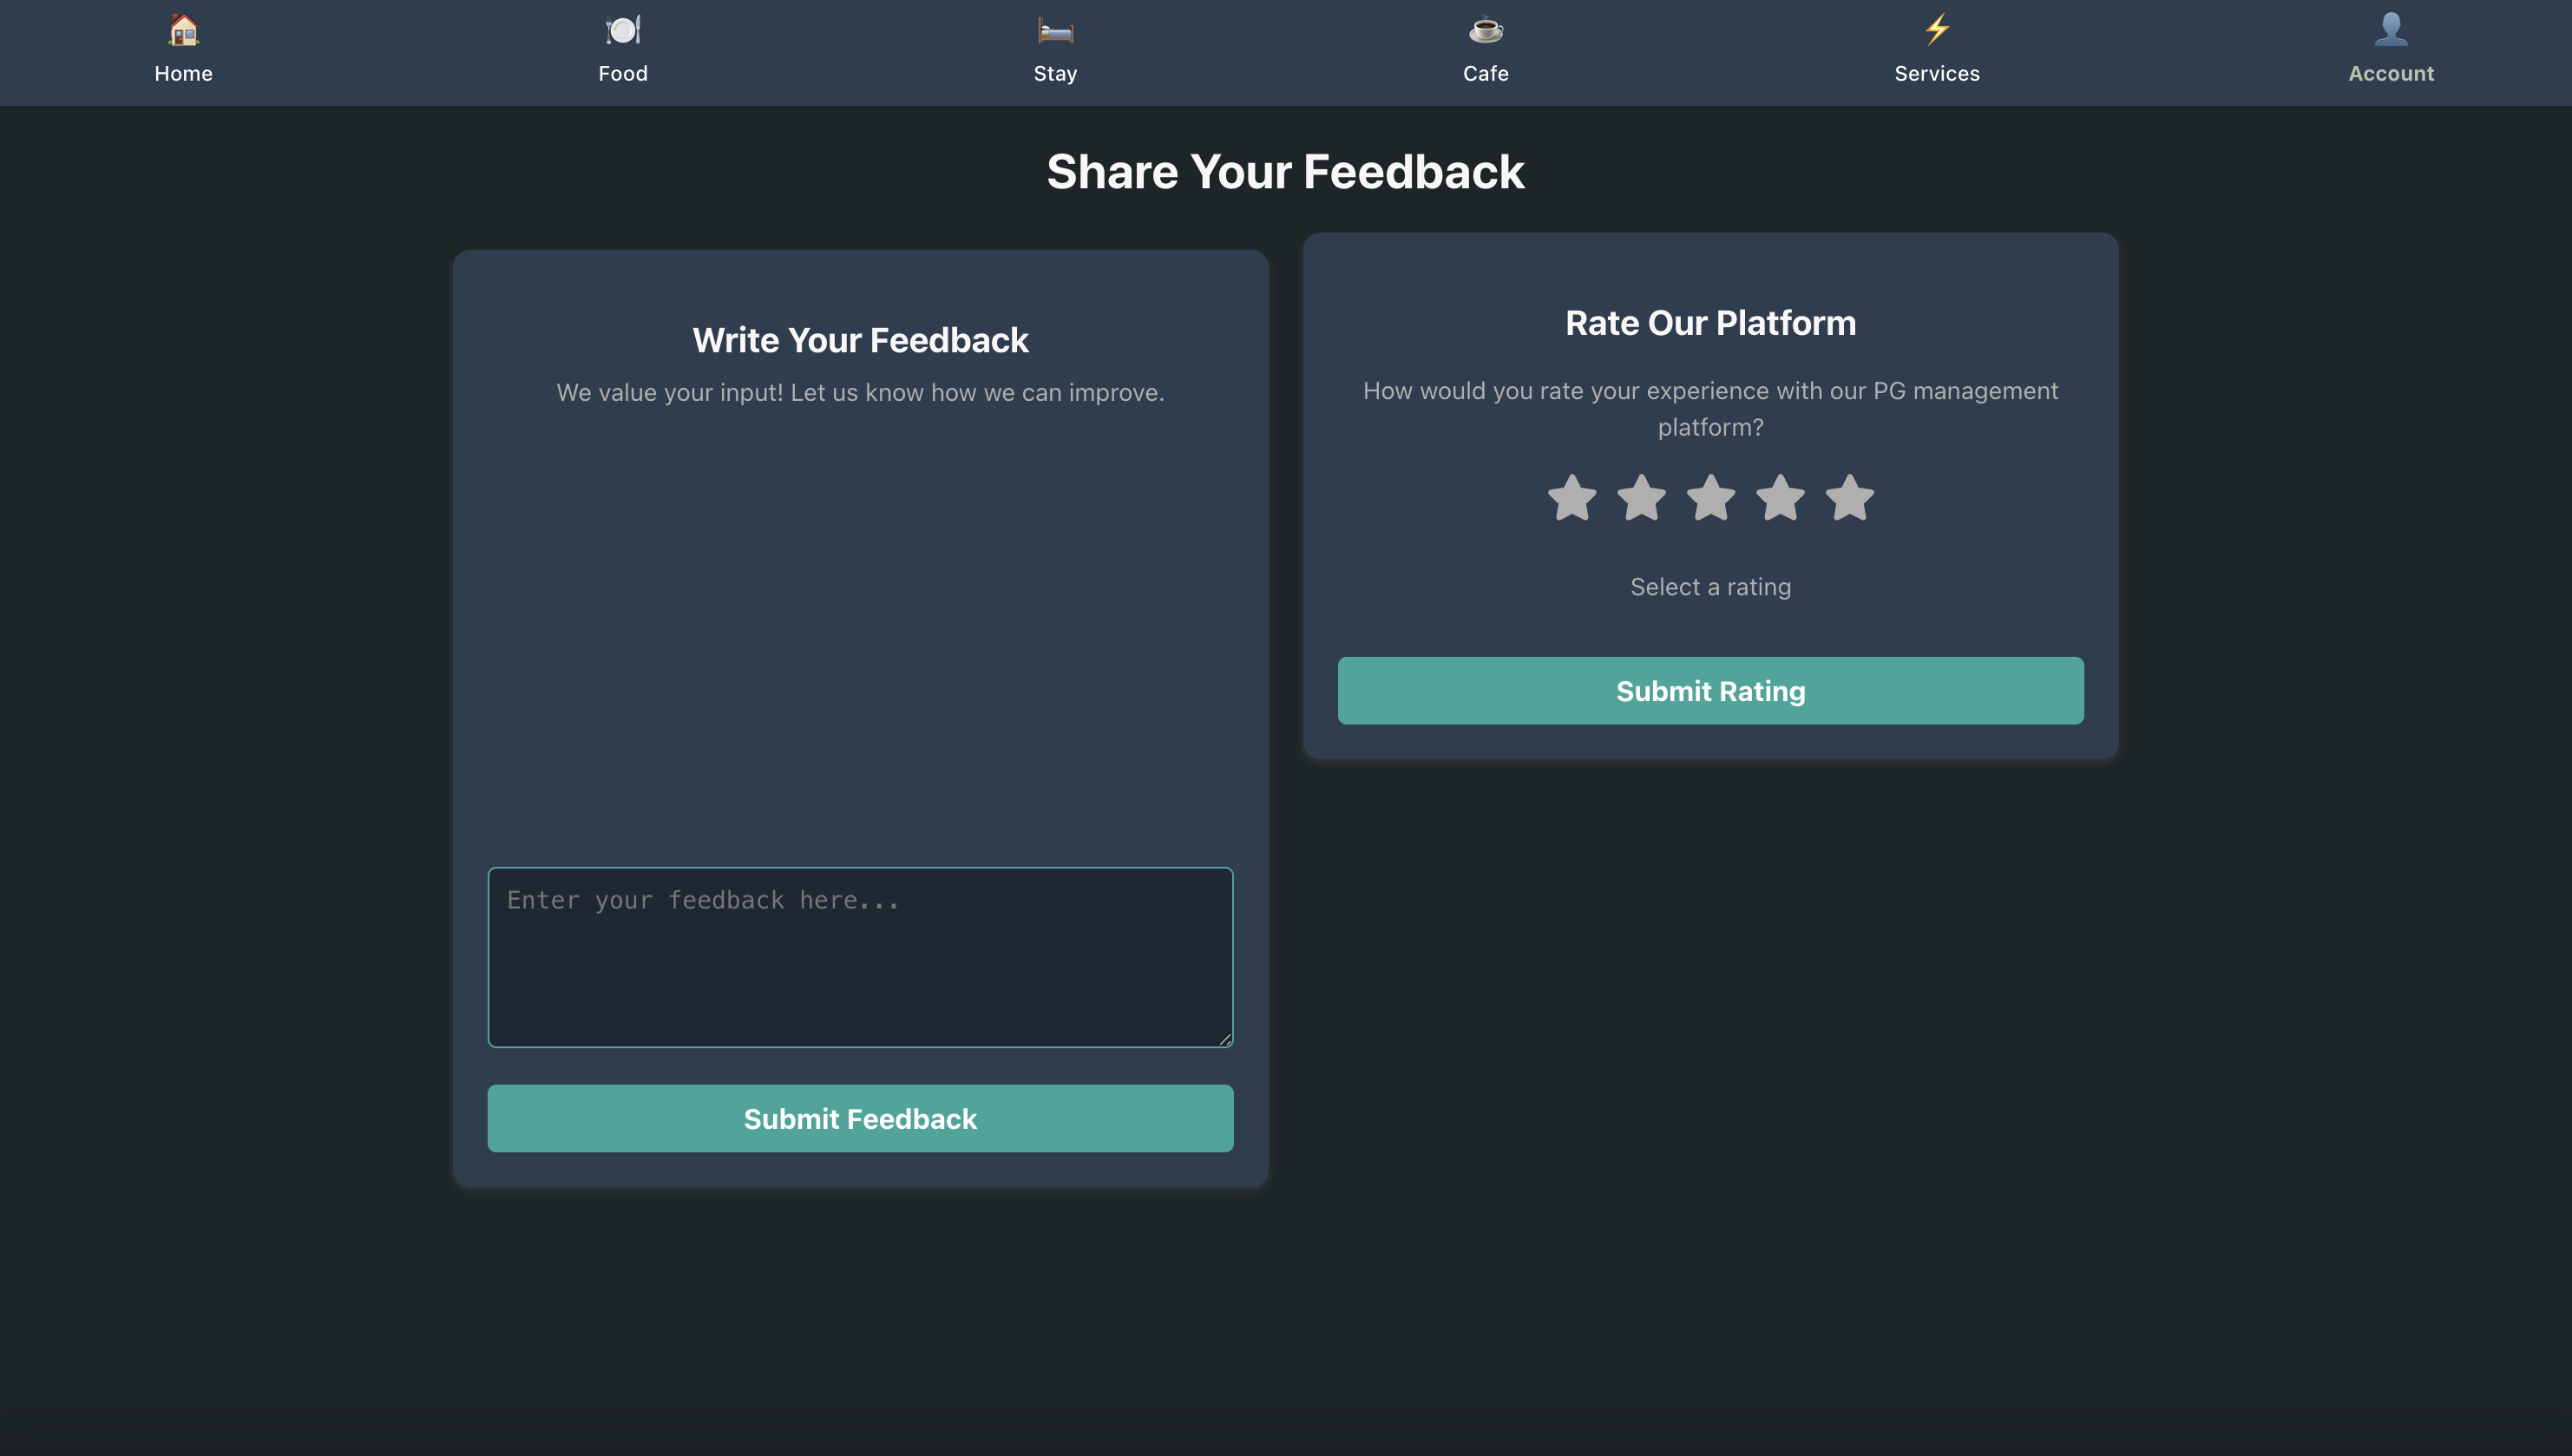 Home
Food
Stay
Cafe
Services
Account
Share Your Feedback
Write Your Feedback
We value your input! Let us know how we can improve.
Enter your feedback here...
Submit Feedback
Rate Our Platform
How would you rate your experience with our PG management
platform?
Select a rating
Submit Rating